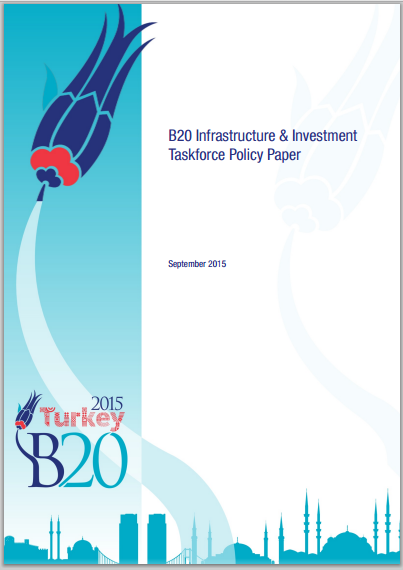 B20 Infrastructure & Investment
Taskforce Policy Paper
September 2015
2015
Turkey
B20